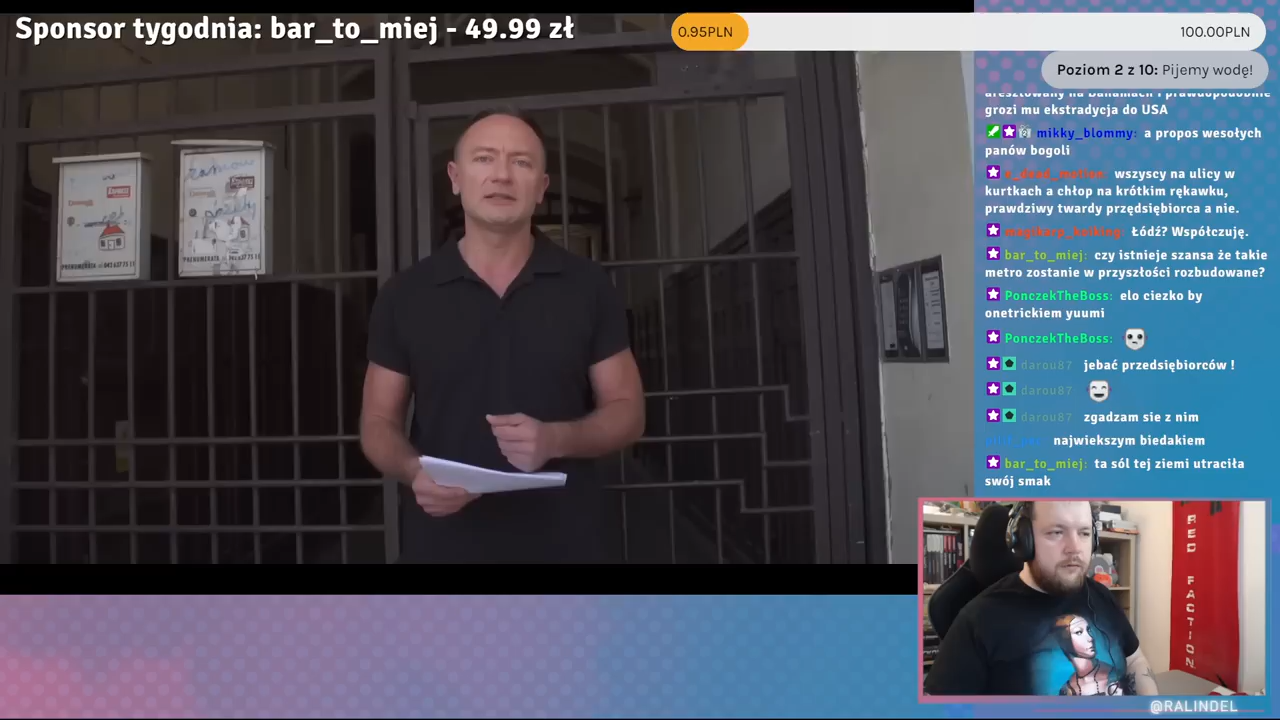 Sponsor tygodnia: bar_to_miej - 49.99 zł
0.95PLN
100.00PLN
Poziom 2 z 10: Pijemy wodę!
aresztowany na Bahamach i prawdopodobnie
grozi mu ekstradycja do USA
mikky_blommy: a propos wesołych
panów bogoli
wszyscy na ulicy w
kurtkach a chłop na krótkim rękawku,
prawdziwy twardy przędsiębiorca a nie.
Łódź? Współczuję.
bar_to_miej: czy istnieje szansa że takie
metro zostanie w przyszłości rozbudowane?
PonczekTheBoss: elo ciezko by
onetrickiem yuumi
PonczekTheBoss:
darou87 jebać przedsiębiorców !
darou87
darou87 zgadzam sie z nim
najwiekszym biedakiem
bar_to_miej: ta sól tej ziemi utraciła
swój smak
RED FACTION
@RALINDEL